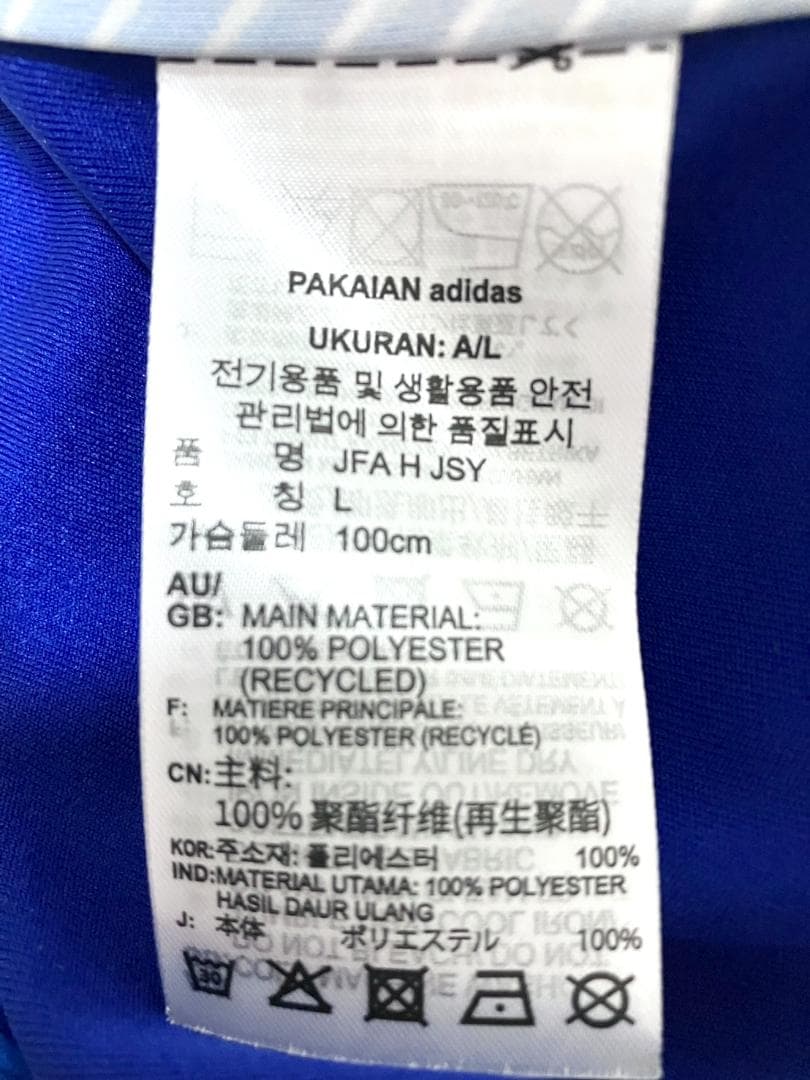 PAKAIAN adidas
UKURAN: A/L
전기용품 및 생활용품 안전
관리법에 의한 품질표시
품 명 JFA H JSY
호 칭 L
가슴둘레 100cm
AU/
GB: MAIN MATERIAL:
100% POLYESTER
(RECYCLED)
F: MATIERE PRINCIPALE:
100% POLYESTER (RECYCLÉ)
CN:主料:
100% 聚酯纤维(再生聚酯)
KOR:주소재: 폴리에스터 100%
IND:MATERIAL UTAMA: 100% POLYESTER
HASIL DAUR ULANG
J: 本体 ポリエステル 100%
30